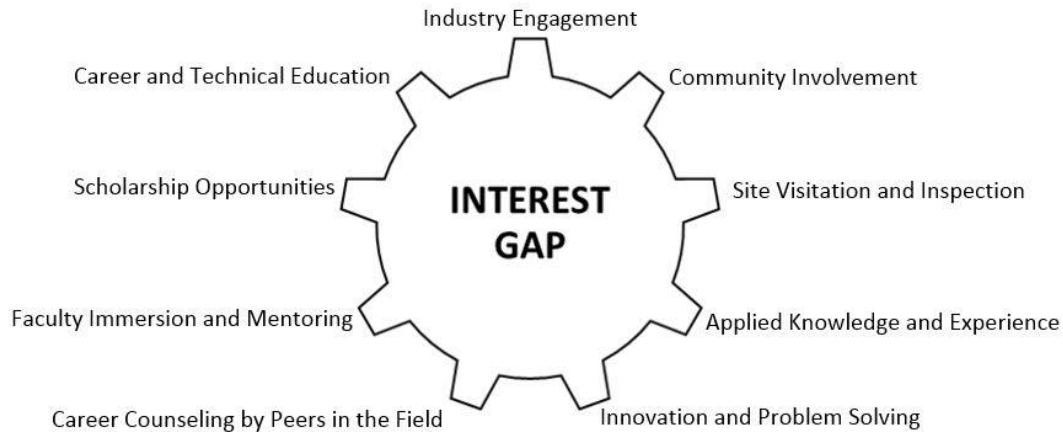 Industry Engagement
Career and Technical Education
Community Involvement
Scholarship Opportunities
Site Visitation and Inspection
INTEREST
GAP
Faculty Immersion and Mentoring
Applied Knowledge and Experience
Career Counseling by Peers in the Field
Innovation and Problem Solving